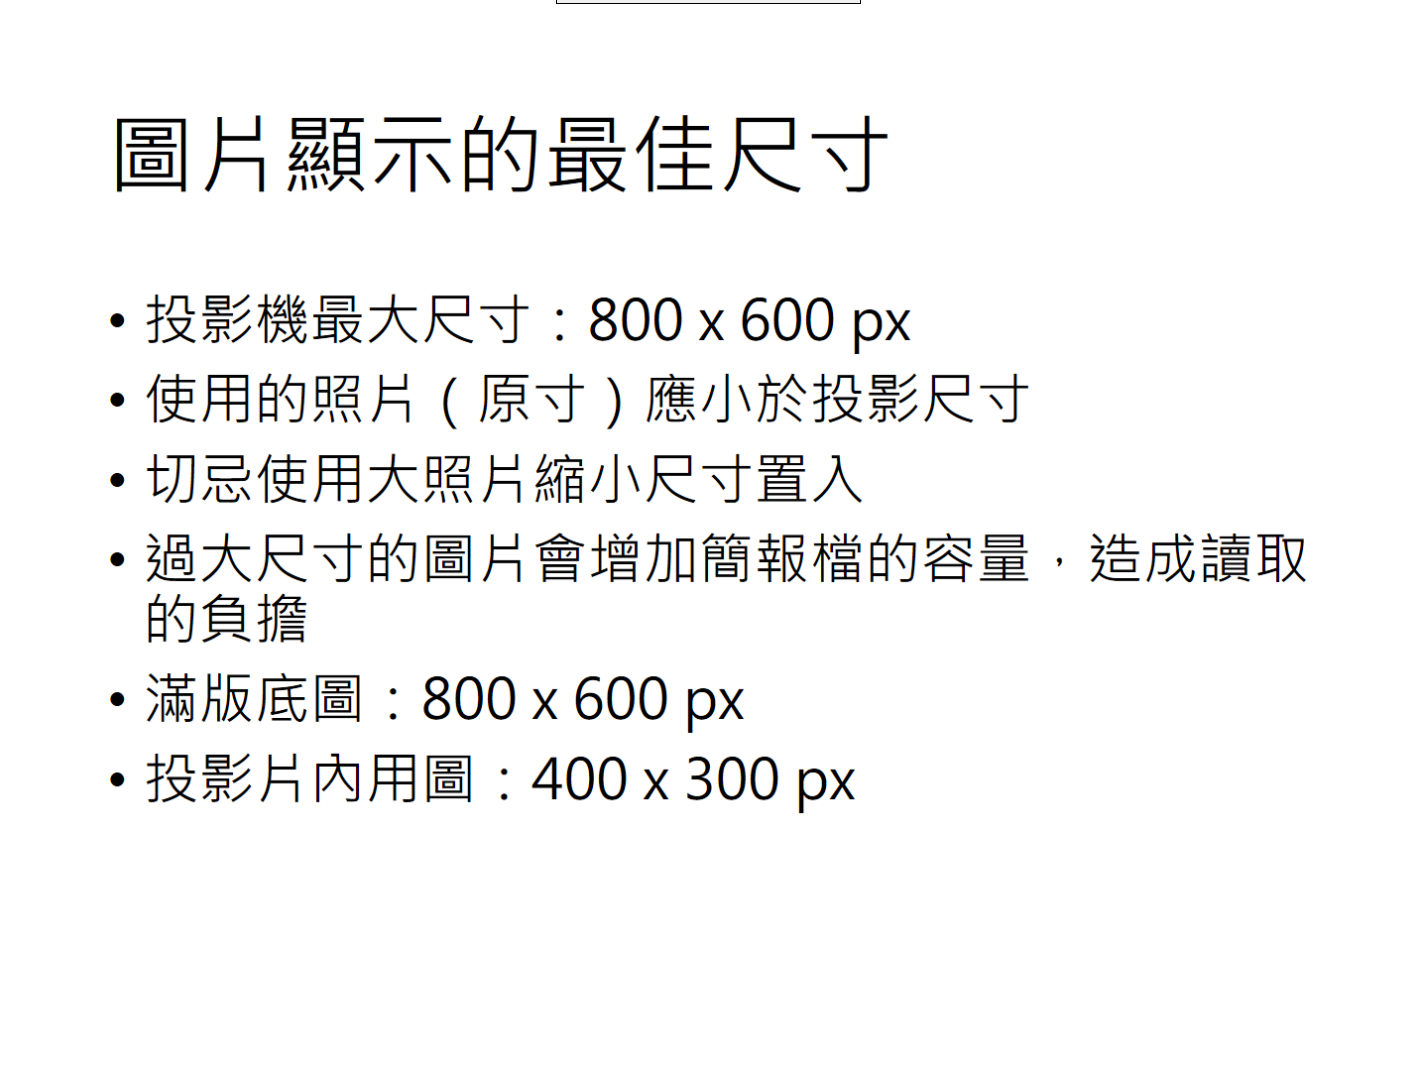 圖片顯示的最佳尺寸
• 投影機最大尺寸：800 x 600 px
• 使用的照片（原寸）應小於投影尺寸
• 切忌使用大照片縮小尺寸置入
• 過大尺寸的圖片會增加簡報檔的容量，造成讀取
的負擔
• 滿版底圖：800 x 600 px
• 投影片內用圖：400 x 300 px